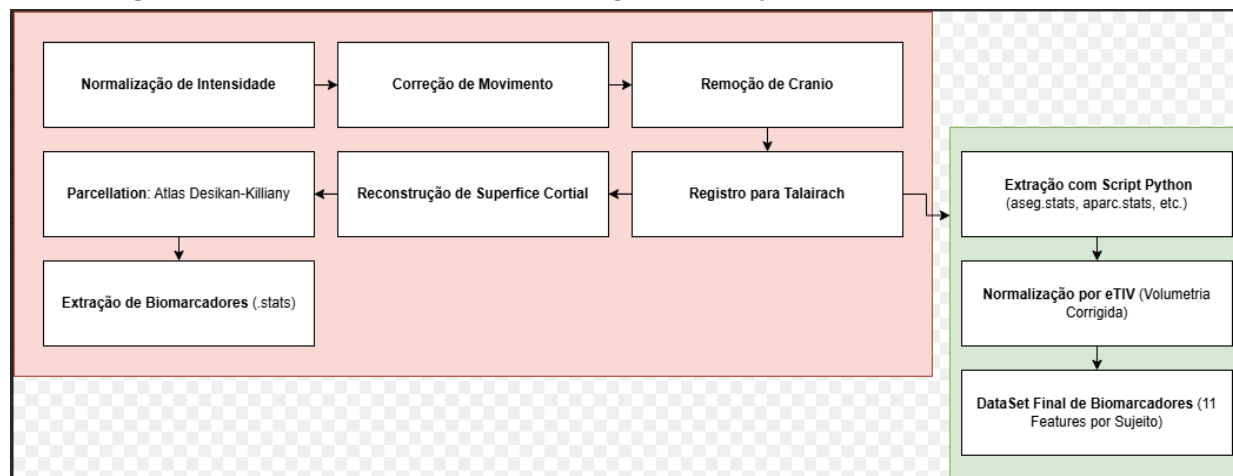 Normalização de Intensidade
Correção de Movimento
Remoção de Cranio
Parcellation: Atlas Desikan-Killiany
Reconstrução de Superfice Cortial
Registro para Talairach
Extração de Biomarcadores (.stats)
Extração com Script Python
(aseg.stats, aparc.stats, etc.)
Normalização por eTIV (Volumetria
Corrigida)
DataSet Final de Biomarcadores (11
Features por Sujeito)